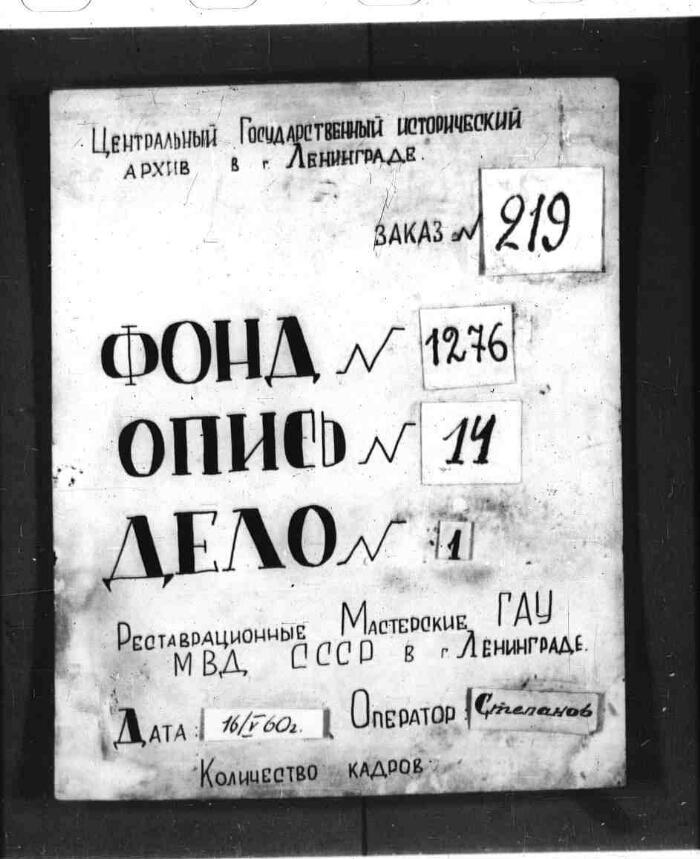 Центральный Государственный исторический
архив в г. Ленинграде.
заказ № 219
ФОНД № 1276
ОПИСЬ № 14
ДЕЛО № 1
Реставрационные Мастерские ГАУ
МВД СССР в г. Ленинграде.
Дата: 16/V 60г. Оператор: Степанов
Количество кадров-